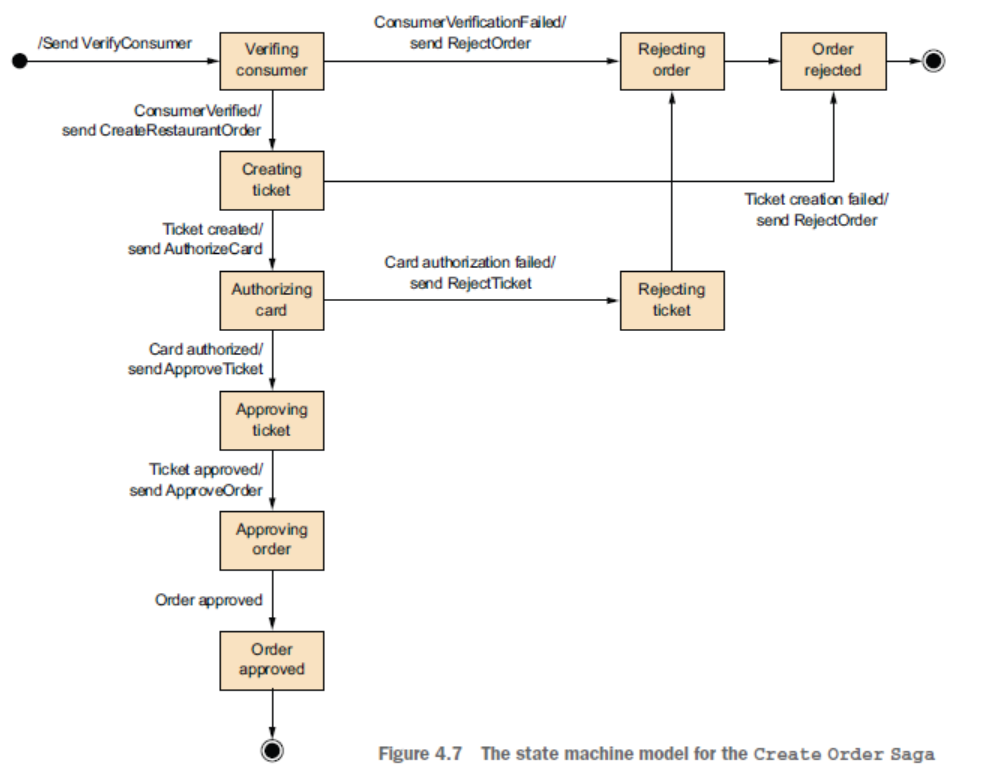 ConsumerVerificationFailed/
send RejectOrder
/Send VerifyConsumer
Verifing
consumer
Rejecting
order
Order
rejected
ConsumerVerified/
send CreateRestaurantOrder
Creating
ticket
Ticket creation failed/
send RejectOrder
Ticket created/
send AuthorizeCard
Card authorization failed/
send RejectTicket
Authorizing
card
Rejecting
ticket
Card authorized/
send ApproveTicket
Approving
ticket
Ticket approved/
send ApproveOrder
Approving
order
Order approved
Order
approved
Figure 4.7 The state machine model for the Create Order Saga